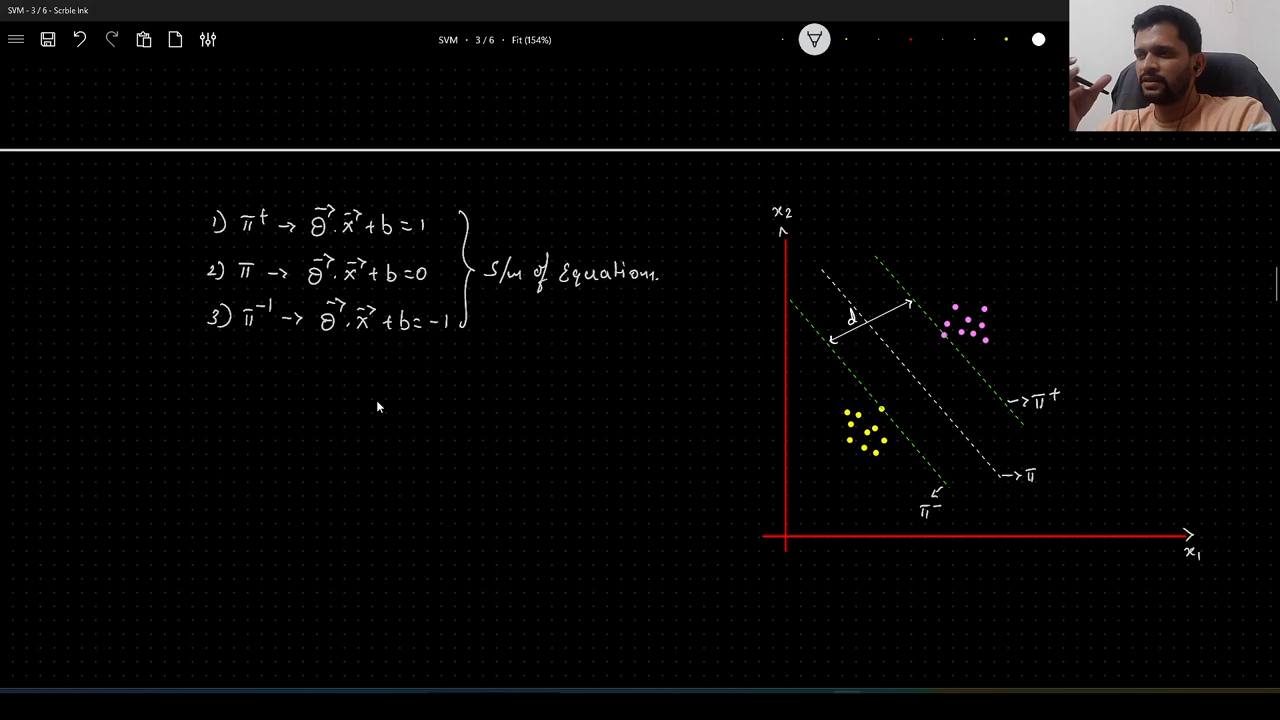 SVM - 3 / 6 - Scrble Ink
SVM • 3 / 6 • Fit (154%)
1) π⁺ → θ⃗ . x⃗ + b = 1
2) π → θ⃗ . x⃗ + b = 0
3) π⁻¹ → θ⃗ . x⃗ + b = -1
S/m of Equations.
x₂
d
→ π⁺
→ π
π⁻
x₁